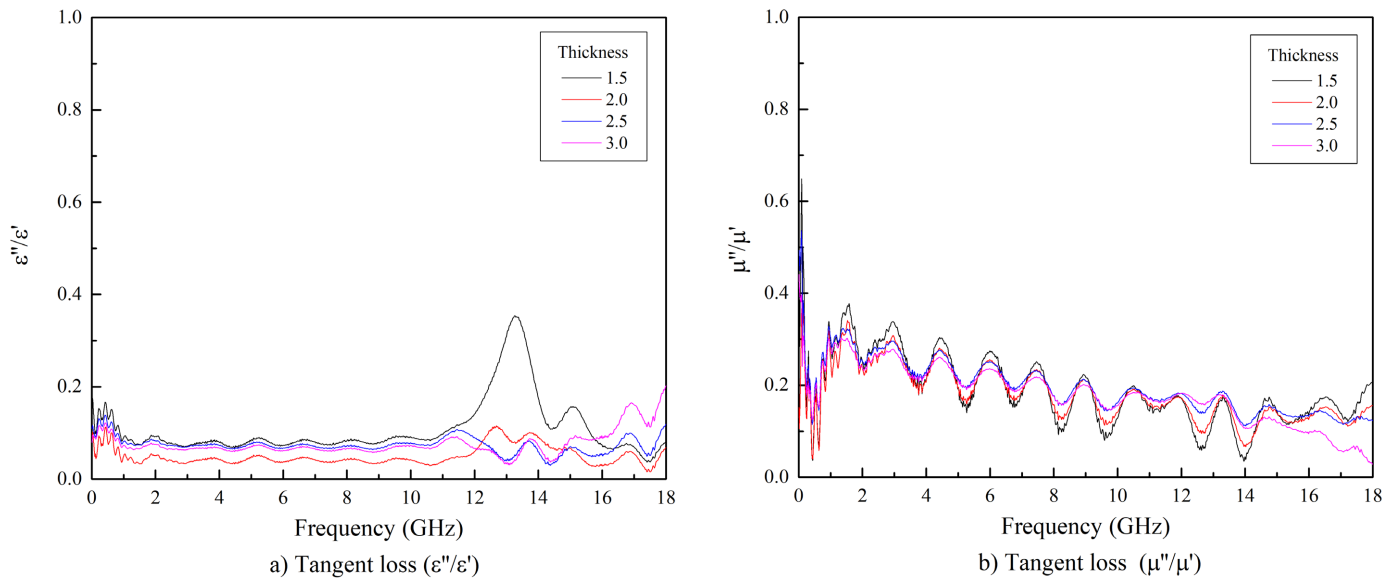 1.0
0.8
0.6
0.4
0.2
0.0
ε''/ε'
Thickness
1.5
2.0
2.5
3.0
0 2 4 6 8 10 12 14 16 18
Frequency (GHz)
a) Tangent loss (ε''/ε')
1.0
0.8
0.6
0.4
0.2
0.0
μ''/μ'
Thickness
1.5
2.0
2.5
3.0
0 2 4 6 8 10 12 14 16 18
Frequency (GHz)
b) Tangent loss (μ''/μ')